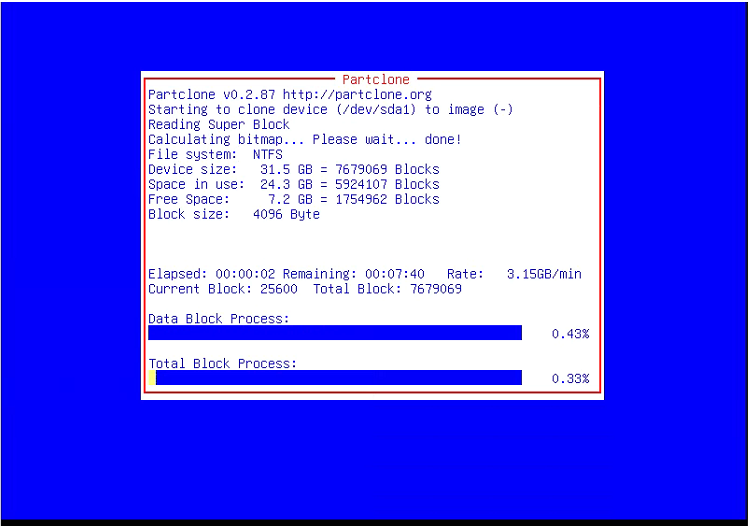 Partclone
Partclone v0.2.87 http://partclone.org
Starting to clone device (/dev/sda1) to image (-)
Reading Super Block
Calculating bitmap... Please wait... done!
File system:  NTFS
Device size:   31.5 GB = 7679069 Blocks
Space in use:  24.3 GB = 5924107 Blocks
Free Space:     7.2 GB = 1754962 Blocks
Block size:   4096 Byte
Elapsed: 00:00:02 Remaining: 00:07:40   Rate:   3.15GB/min
Current Block: 25600  Total Block: 7679069
Data Block Process:
0.43%
Total Block Process:
0.33%